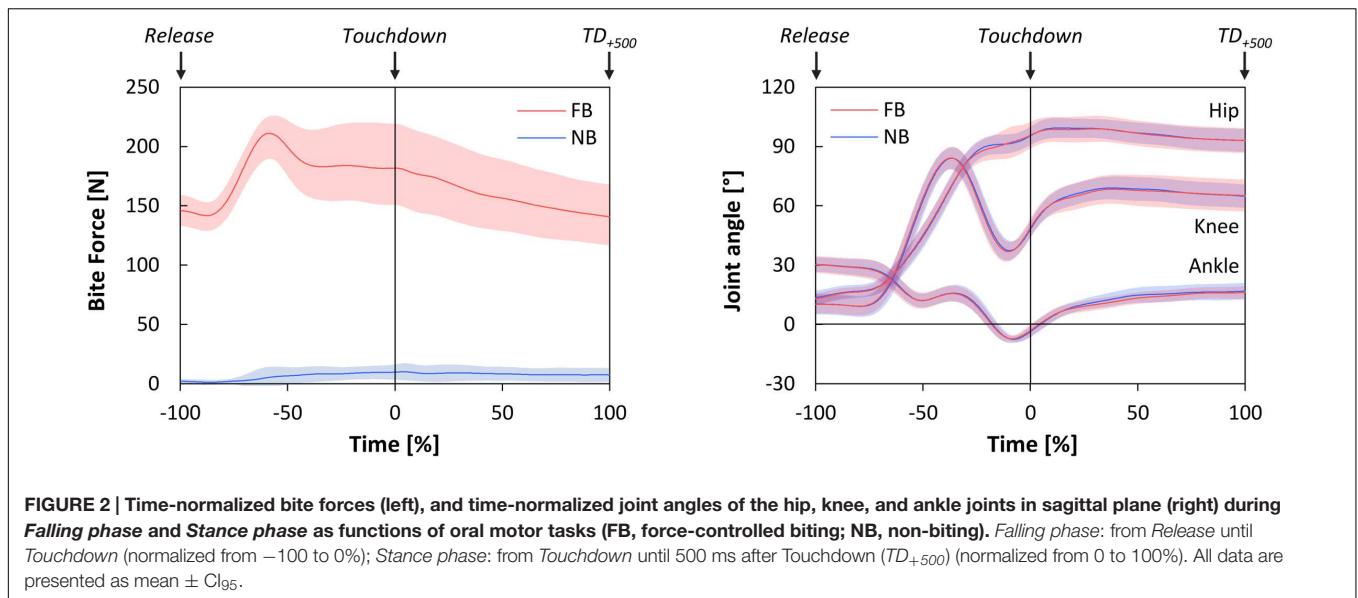 Release Touchdown TD+500
250
200
150
100
50
0
Bite Force [N]
FB
NB
-100 -50 0 50 100
Time [%]
Release Touchdown TD+500
120
90
60
30
0
-30
Joint angle [°]
FB
NB
Hip
Knee
Ankle
-100 -50 0 50 100
Time [%]
FIGURE 2 | Time-normalized bite forces (left), and time-normalized joint angles of the hip, knee, and ankle joints in sagittal plane (right) during
Falling phase and Stance phase as functions of oral motor tasks (FB, force-controlled biting; NB, non-biting). Falling phase: from Release until
Touchdown (normalized from −100 to 0%); Stance phase: from Touchdown until 500 ms after Touchdown (TD+500) (normalized from 0 to 100%). All data are
presented as mean ± CI95.